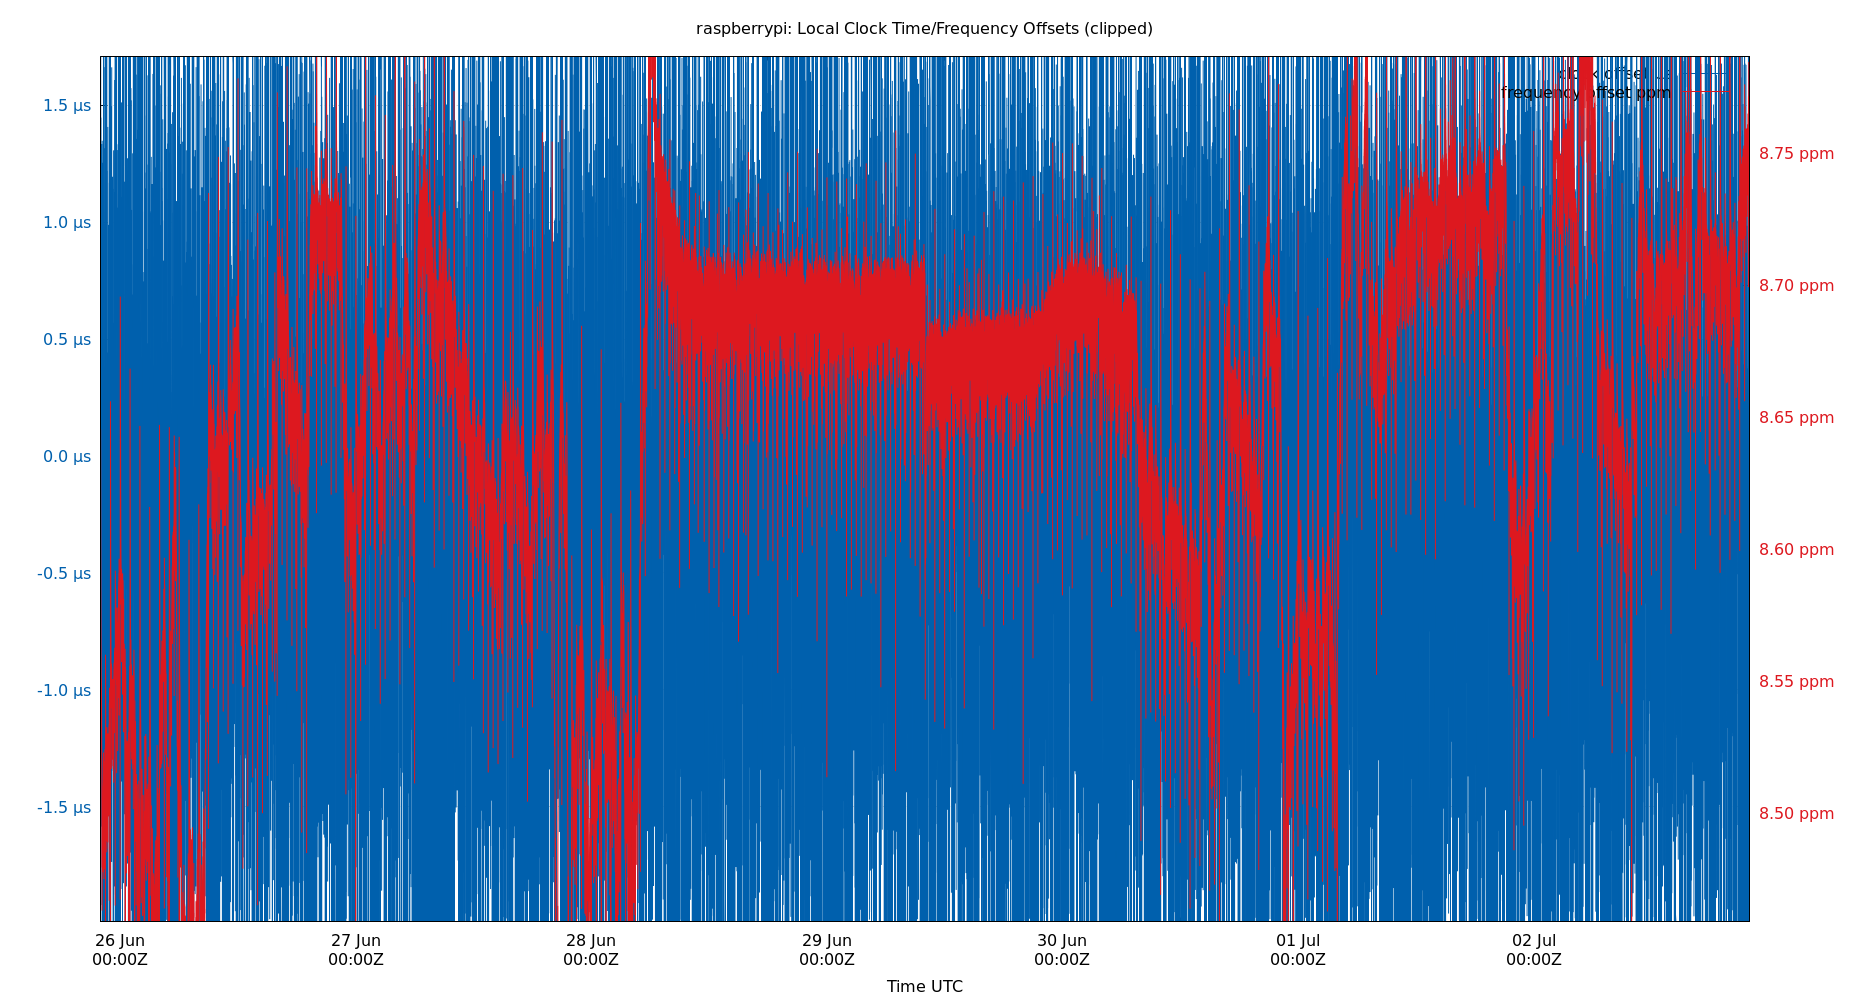 raspberrypi: Local Clock Time/Frequency Offsets (clipped)
clock offset
frequency offset ppm
1.5 μs
1.0 μs
0.5 μs
0.0 μs
-0.5 μs
-1.0 μs
-1.5 μs
8.75 ppm
8.70 ppm
8.65 ppm
8.60 ppm
8.55 ppm
8.50 ppm
26 Jun 27 Jun 28 Jun 29 Jun 30 Jun 01 Jul 02 Jul
00:00Z 00:00Z 00:00Z 00:00Z 00:00Z 00:00Z 00:00Z
Time UTC